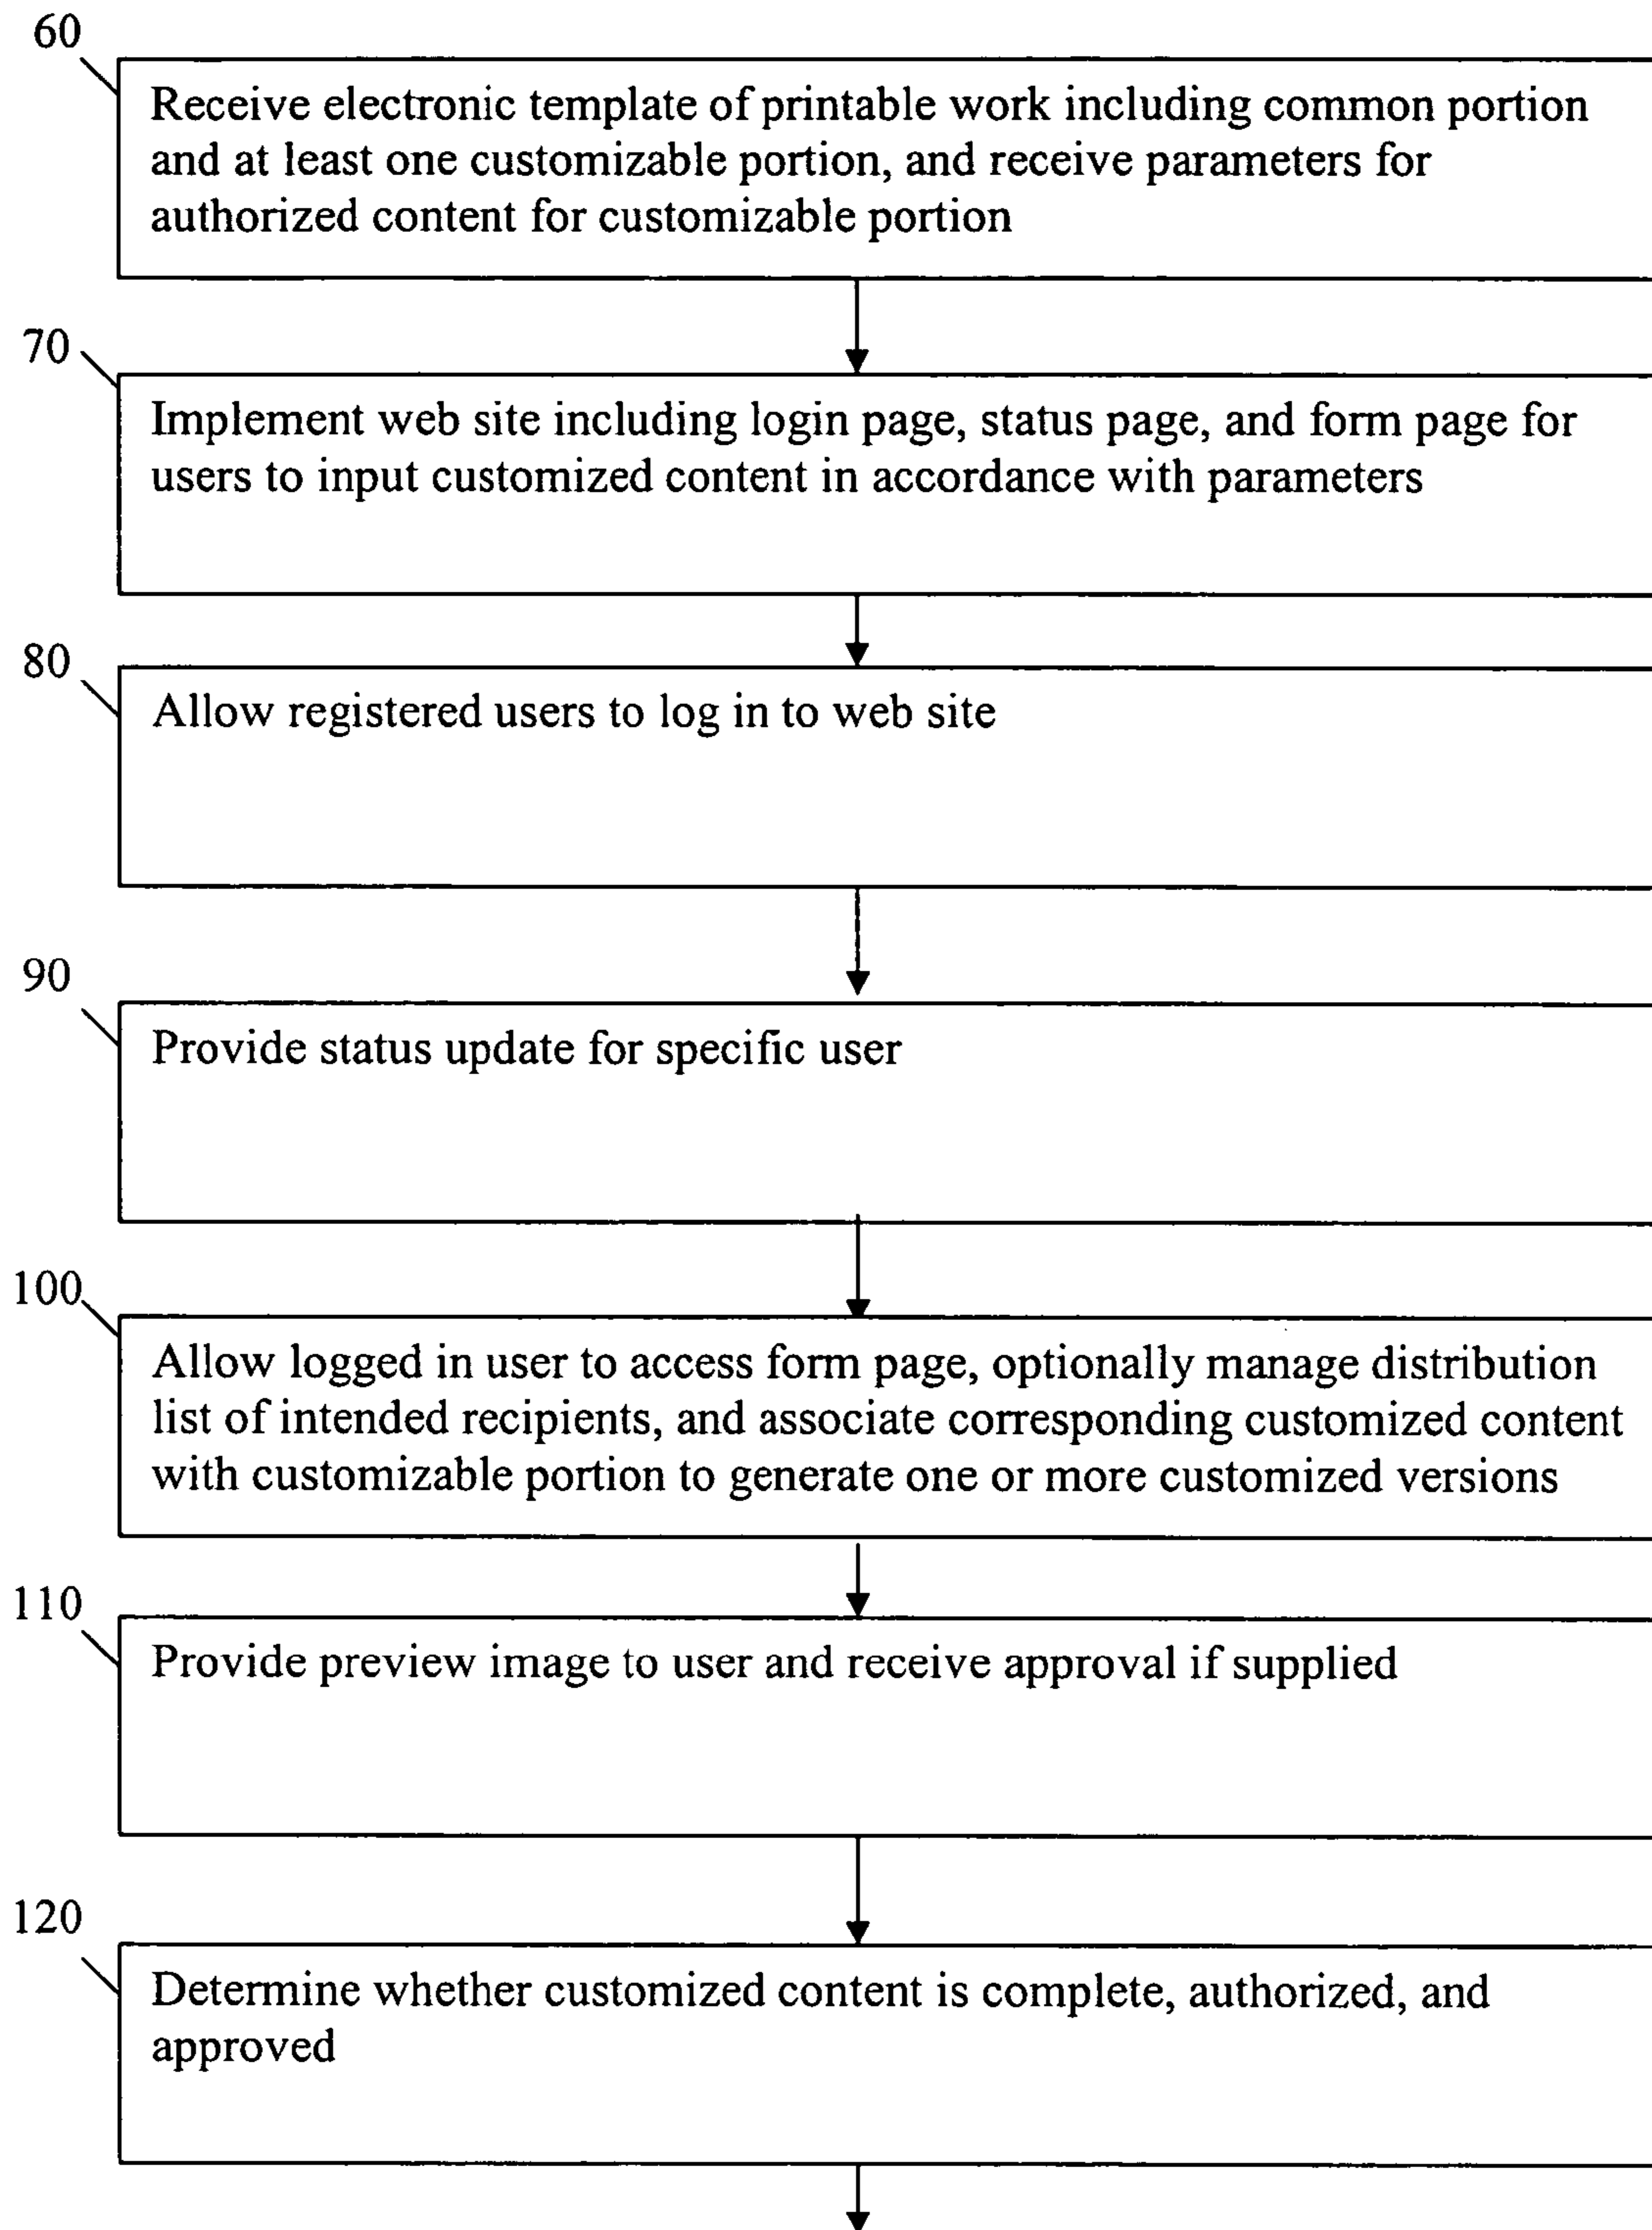 60
Receive electronic template of printable work including common portion
and at least one customizable portion, and receive parameters for
authorized content for customizable portion
70
Implement web site including login page, status page, and form page for
users to input customized content in accordance with parameters
80
Allow registered users to log in to web site
90
Provide status update for specific user
100
Allow logged in user to access form page, optionally manage distribution
list of intended recipients, and associate corresponding customized content
with customizable portion to generate one or more customized versions
110
Provide preview image to user and receive approval if supplied
120
Determine whether customized content is complete, authorized, and
approved